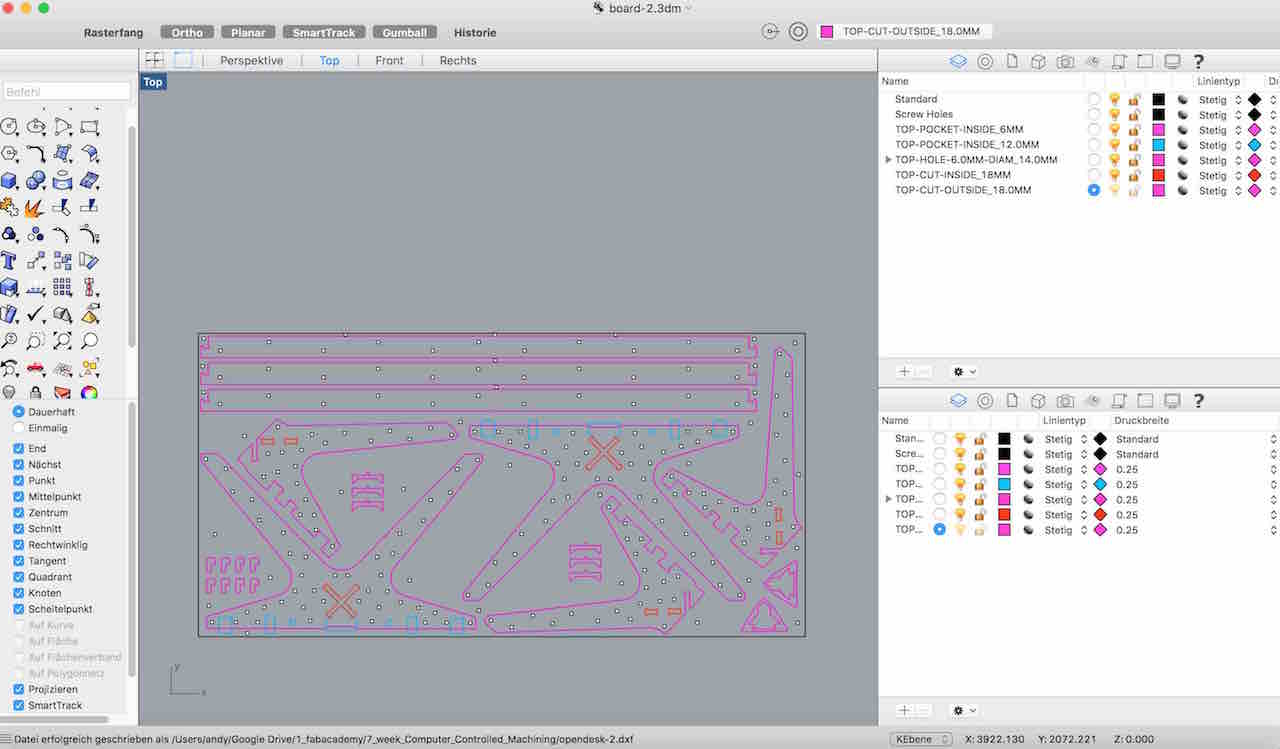 board-2.3dm
Rasterfang Ortho Planar SmartTrack Gumball Historie TOP-CUT-OUTSIDE_18.0MM
Perspektive Top Front Rechts
Top
Befehl
Name Linientyp
Standard Stetig
Screw Holes Stetig
TOP-POCKET-INSIDE_6MM Stetig
TOP-POCKET-INSIDE_12.0MM Stetig
TOP-HOLE-6.0MM-DIAM_14.0MM Stetig
TOP-CUT-INSIDE_18MM Stetig
TOP-CUT-OUTSIDE_18.0MM Stetig
Name Linientyp Druckbreite
Stan... Stetig Standard
Scre... Stetig Standard
TOP... Stetig 0.25
TOP... Stetig 0.25
TOP... Stetig 0.25
TOP... Stetig 0.25
TOP... Stetig 0.25
Dauerhaft
Einmalig
End
Nächst
Punkt
Mittelpunkt
Zentrum
Schnitt
Rechtwinklig
Tangent
Quadrant
Knoten
Scheitelpunkt
Auf Kurve
Auf Fläche
Auf Flächenverband
Auf Polygonnetz
Projizieren
SmartTrack
y
x
Datei erfolgreich geschrieben als /Users/andy/Google Drive/1_fabacademy/7_week_Computer_Controlled_Machining/opendesk-2.dxf
KEbene X: 3922.130 Y: 2072.221 Z: 0.000